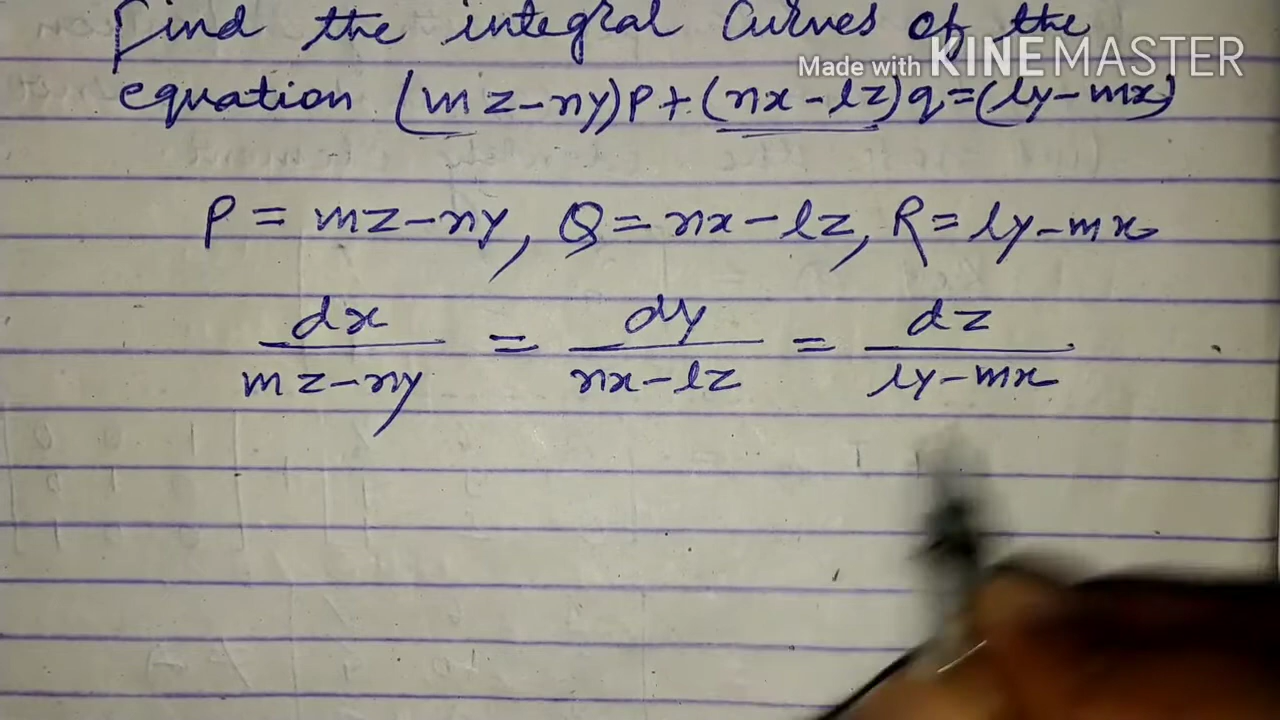 Find the integral curves of the
Made with KINEMASTER
equation (mz-ny)p+(nx-lz)q=(ly-mx)
P = mz-ny, Q = nx-lz, R = ly-mx
dx/mz-ny = dy/nx-lz = dz/ly-mx